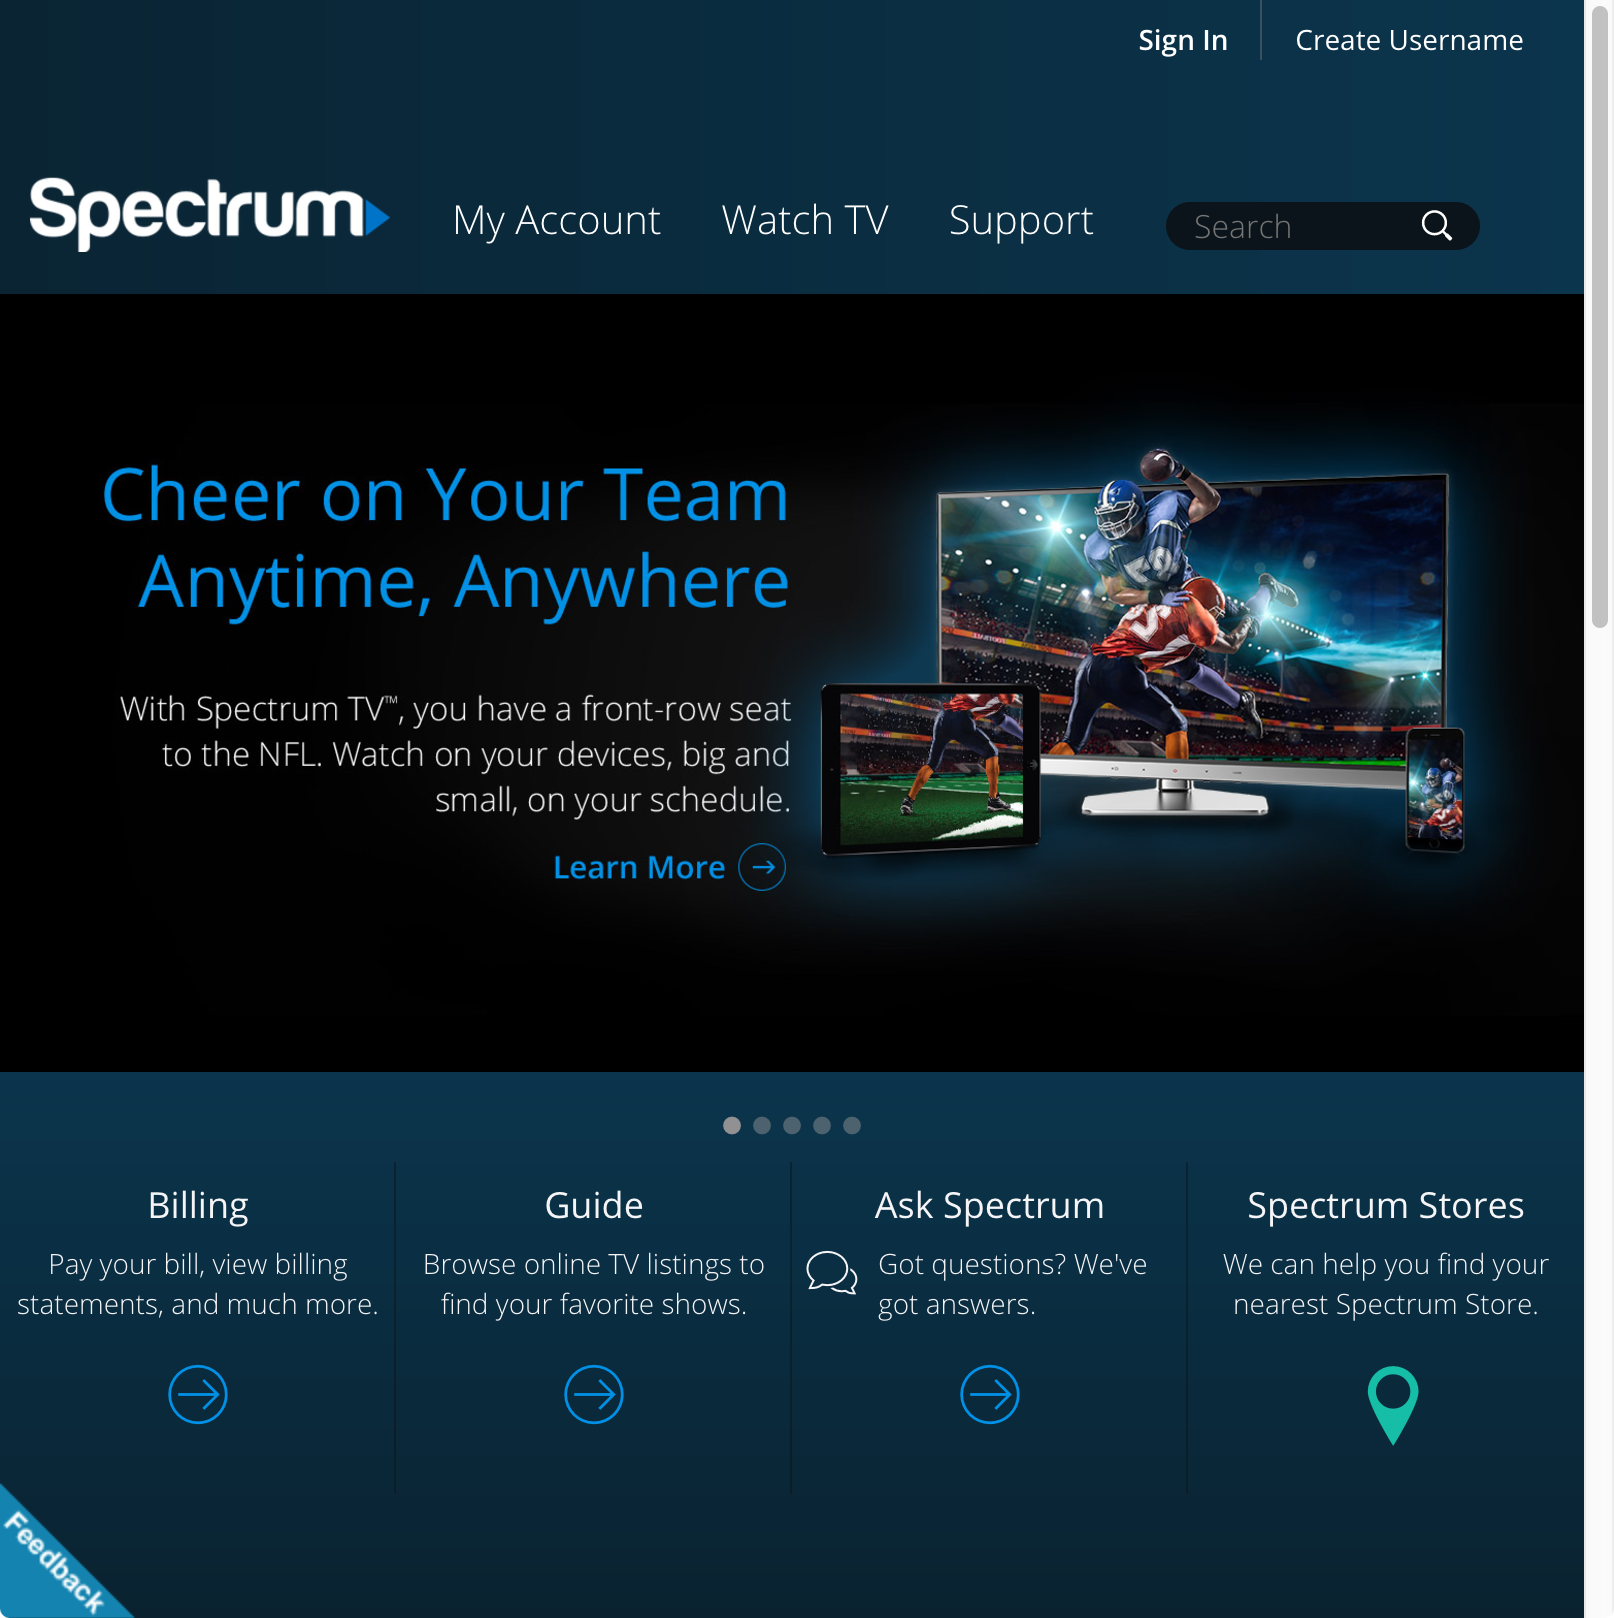 Sign In
Create Username
Spectrum
My Account
Watch TV
Support
Search
Cheer on Your Team
Anytime, Anywhere
With Spectrum TV™, you have a front-row seat
to the NFL. Watch on your devices, big and
small, on your schedule.
Learn More
Billing
Pay your bill, view billing
statements, and much more.
Guide
Browse online TV listings to
find your favorite shows.
Ask Spectrum
Got questions? We've
got answers.
Spectrum Stores
We can help you find your
nearest Spectrum Store.
Feedback